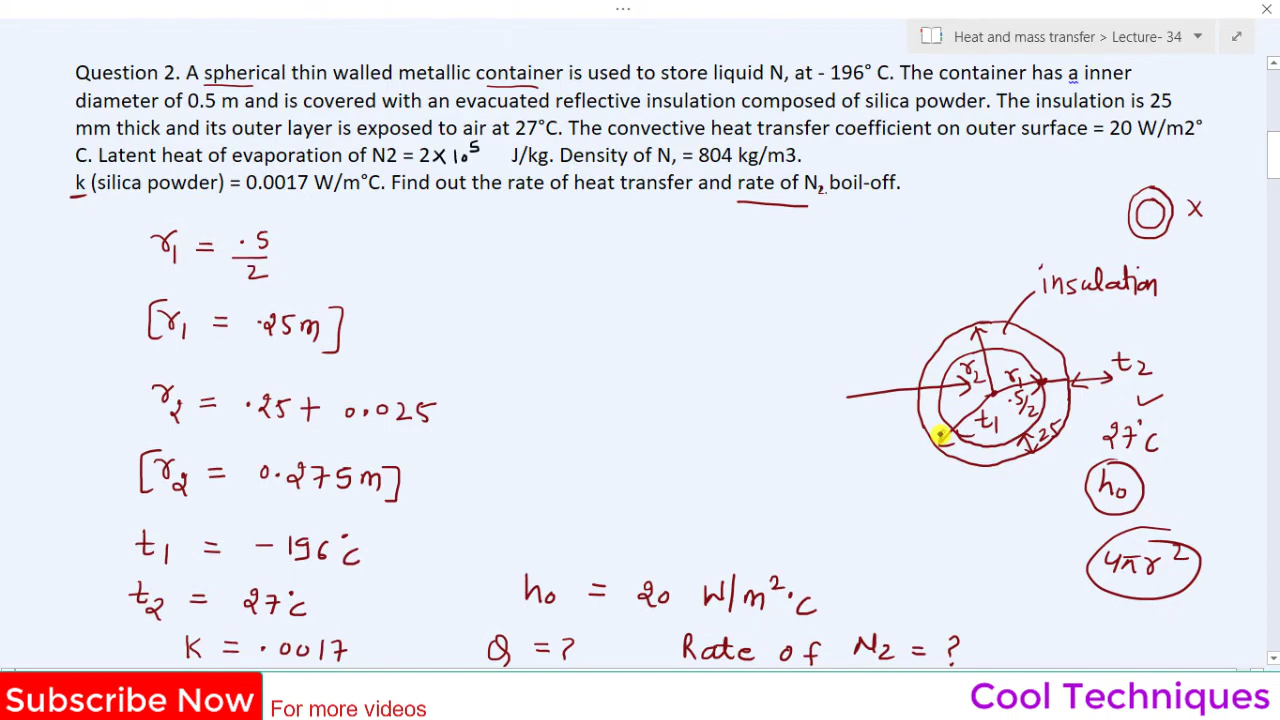 ...
Heat and mass transfer > Lecture- 34
Question 2. A spherical thin walled metallic container is used to store liquid N, at - 196° C. The container has a inner
diameter of 0.5 m and is covered with an evacuated reflective insulation composed of silica powder. The insulation is 25
mm thick and its outer layer is exposed to air at 27°C. The convective heat transfer coefficient on outer surface = 20 W/m2°
C. Latent heat of evaporation of N2 = 2×10⁵ J/kg. Density of N, = 804 kg/m3.
k (silica powder) = 0.0017 W/m°C. Find out the rate of heat transfer and rate of N₂ boil-off.
x
r₁ = .5/2
insulation
[r₁ = .25m]
r₂ r₁ t₂
.5/2
r₂ = .25 + 0.025
t₁ 25 27°C
[r₂ = 0.275m]
h₀
t₁ = -196°C
4πr²
t₂ = 27°C h₀ = 20 W/m²°C
K = .0017 Q = ? Rate of N₂ = ?
Subscribe Now For more videos
Cool Techniques